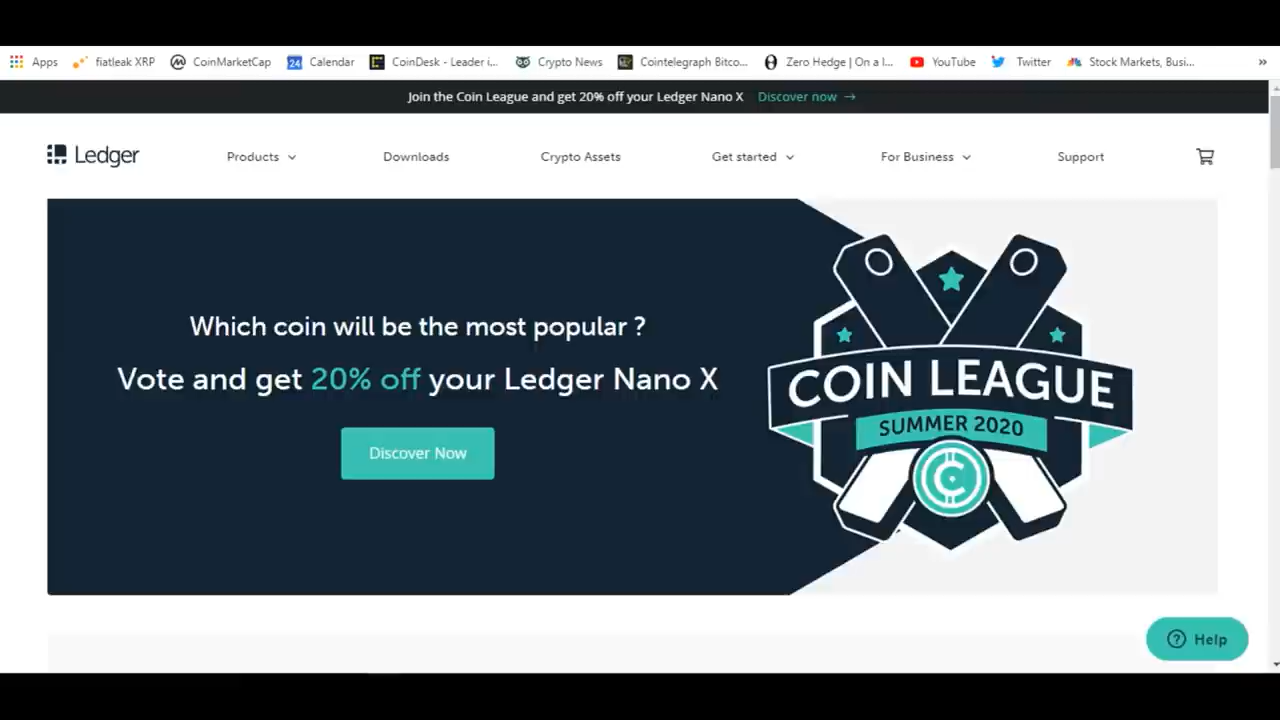 Apps fiatleak XRP CoinMarketCap 24 Calendar CoinDesk - Leader i... Crypto News Cointelegraph Bitco... Zero Hedge | On a l... YouTube Twitter Stock Markets, Busi... »
Join the Coin League and get 20% off your Ledger Nano X Discover now →
Ledger Products Downloads Crypto Assets Get started For Business Support
Which coin will be the most popular ?
Vote and get 20% off your Ledger Nano X
Discover Now
COIN LEAGUE
SUMMER 2020
? Help